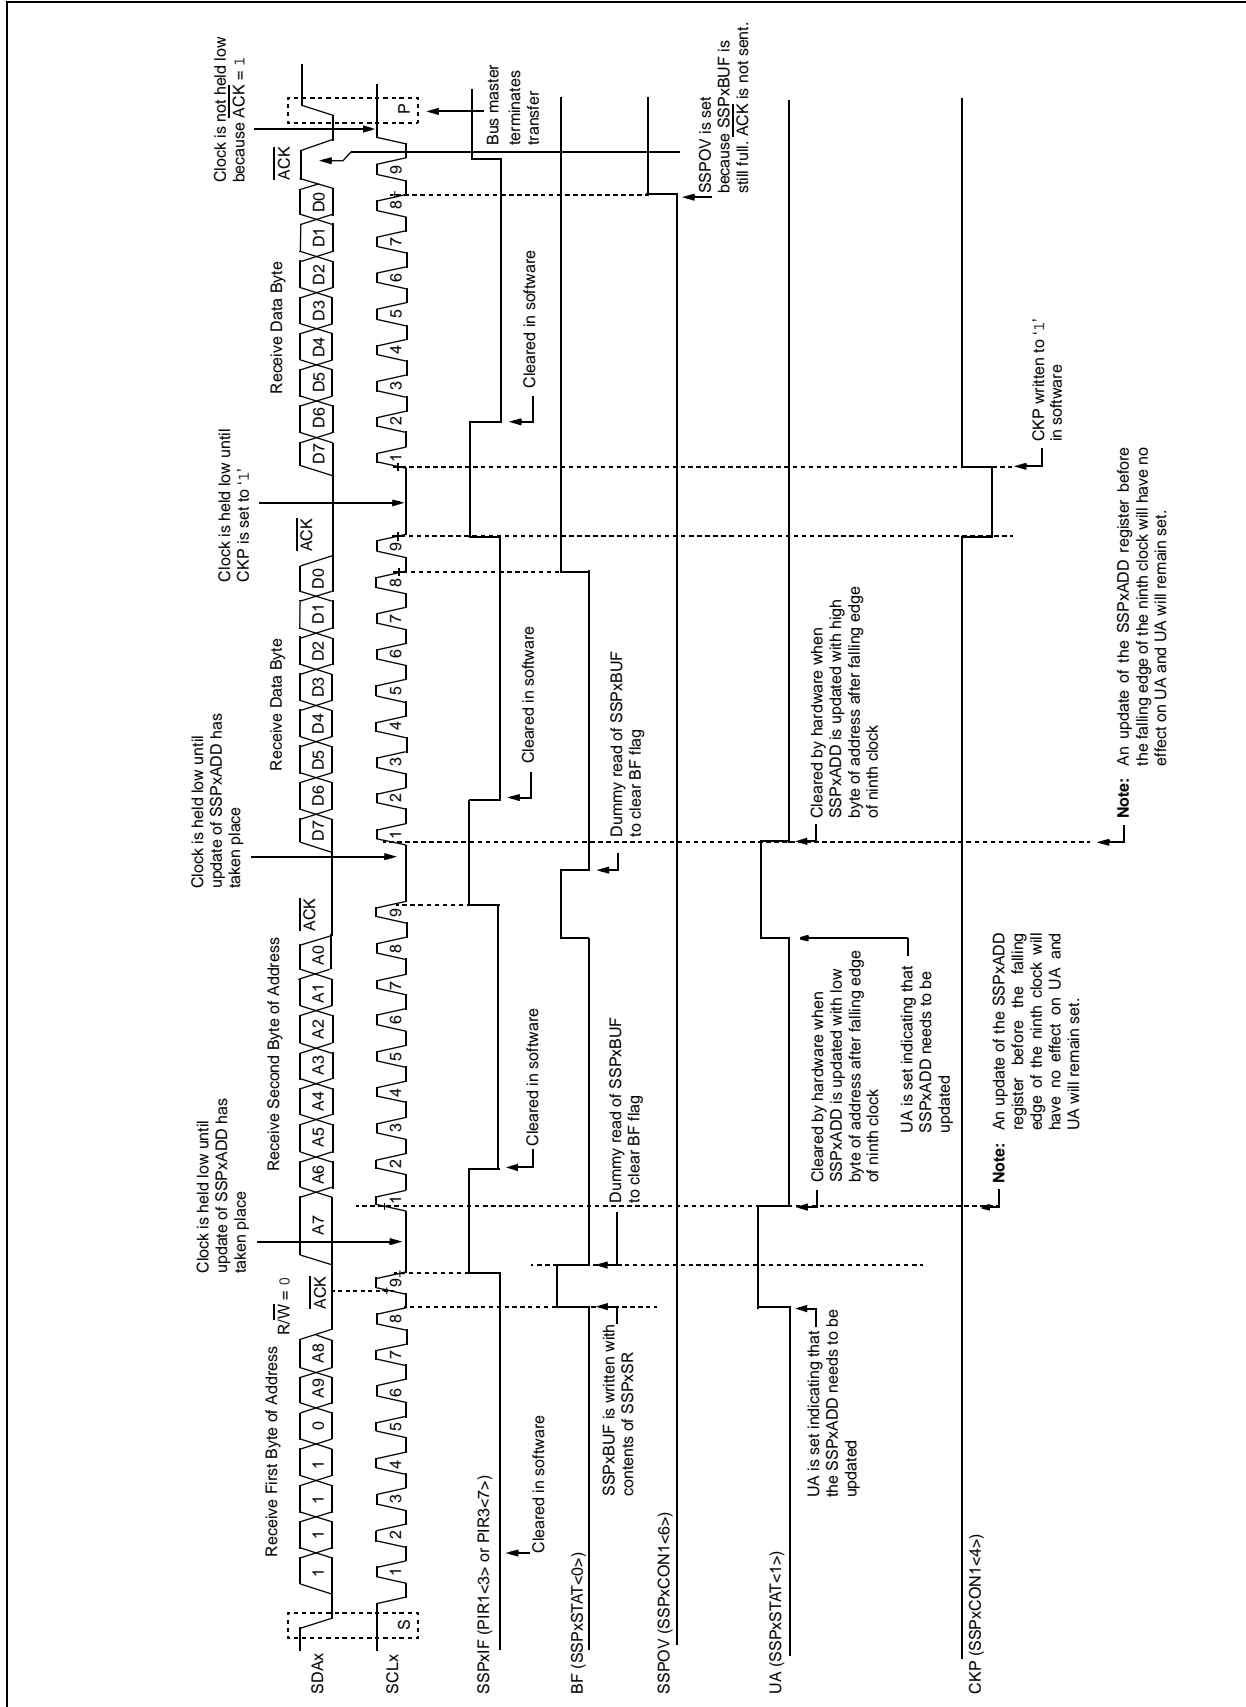 Receive First Byte of Address
R/W = 0
Receive Second Byte of Address
Receive Data Byte
Receive Data Byte
Clock is held low until
update of SSPxADD has
taken place
Clock is held low until
update of SSPxADD has
taken place
Clock is held low until
CKP is set to ‘1’
Clock is not held low
because ACK = 1
SDAx
1 1 1 1 0 A9 A8 ACK A7 A6 A5 A4 A3 A2 A1 A0 ACK D7 D6 D5 D4 D3 D2 D1 D0 ACK D7 D6 D5 D4 D3 D2 D1 D0 ACK
SCLx
S 1 2 3 4 5 6 7 8 9 1 2 3 4 5 6 7 8 9 1 2 3 4 5 6 7 8 9 1 2 3 4 5 6 7 8 9 P
Bus master
terminates
transfer
SSPxIF (PIR1<3> or PIR3<7>)
Cleared in software
Cleared in software
Cleared in software
Cleared in software
BF (SSPxSTAT<0>)
SSPxBUF is written with
contents of SSPxSR
Dummy read of SSPxBUF
to clear BF flag
Dummy read of SSPxBUF
to clear BF flag
SSPOV (SSPxCON1<6>)
SSPOV is set
because SSPxBUF is
still full. ACK is not sent.
UA (SSPxSTAT<1>)
UA is set indicating that
the SSPxADD needs to be
updated
Cleared by hardware when
SSPxADD is updated with low
byte of address after falling edge
of ninth clock
UA is set indicating that
SSPxADD needs to be
updated
Cleared by hardware when
SSPxADD is updated with high
byte of address after falling edge
of ninth clock
CKP (SSPxCON1<4>)
CKP written to ‘1’
in software
Note: An update of the SSPxADD
register before the falling
edge of the ninth clock will
have no effect on UA and
UA will remain set.
Note: An update of the SSPxADD register before
the falling edge of the ninth clock will have no
effect on UA and UA will remain set.